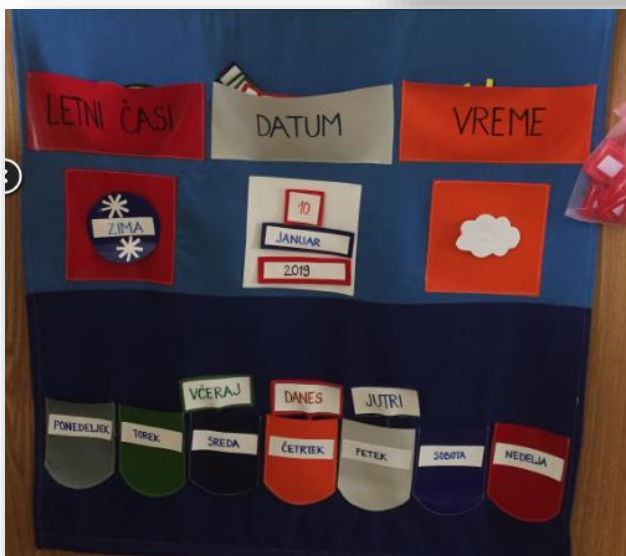 LETNI ČASI
DATUM
VREME
ZIMA
10
JANUAR
2019
VČERAJ
DANES
JUTRI
PONEDELJEK
TOREK
SREDA
ČETRTEK
PETEK
SOBOTA
NEDELJA